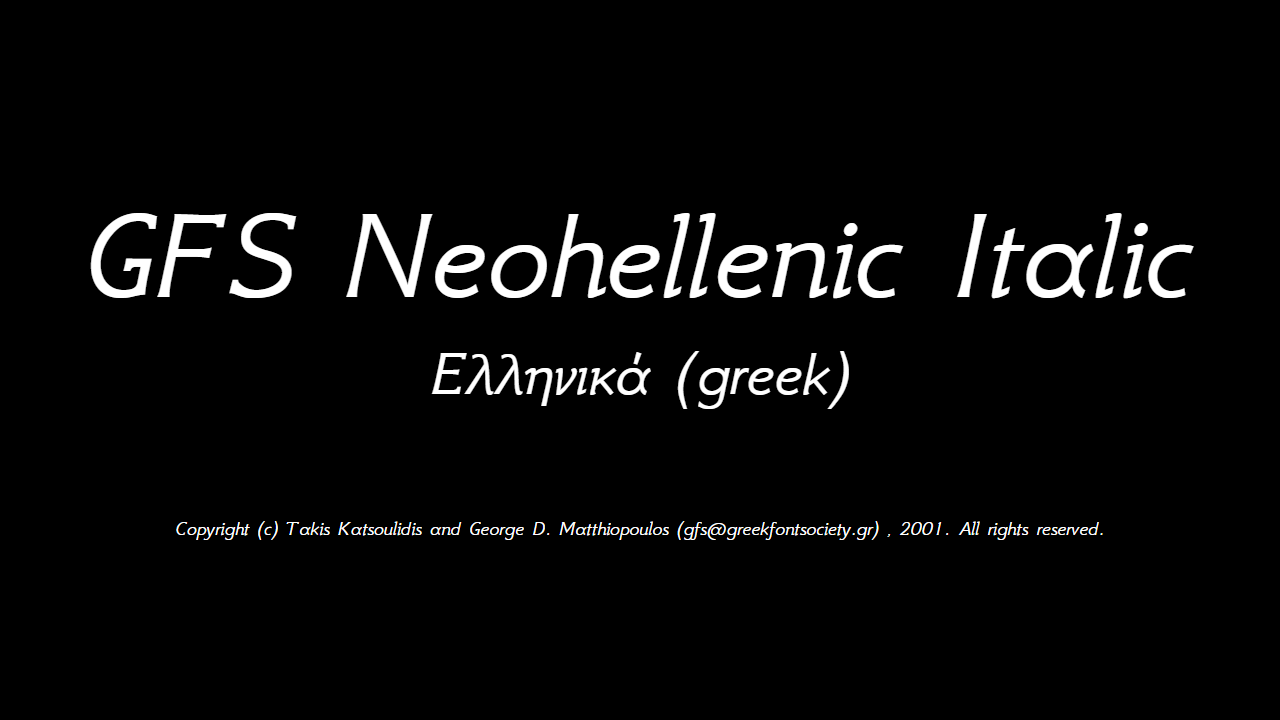 GFS Neohellenic Italic
Ελληνικά (greek)
Copyright (c) Takis Katsoulidis and George D. Matthiopoulos (gfs@greekfontsociety.gr) , 2001. All rights reserved.